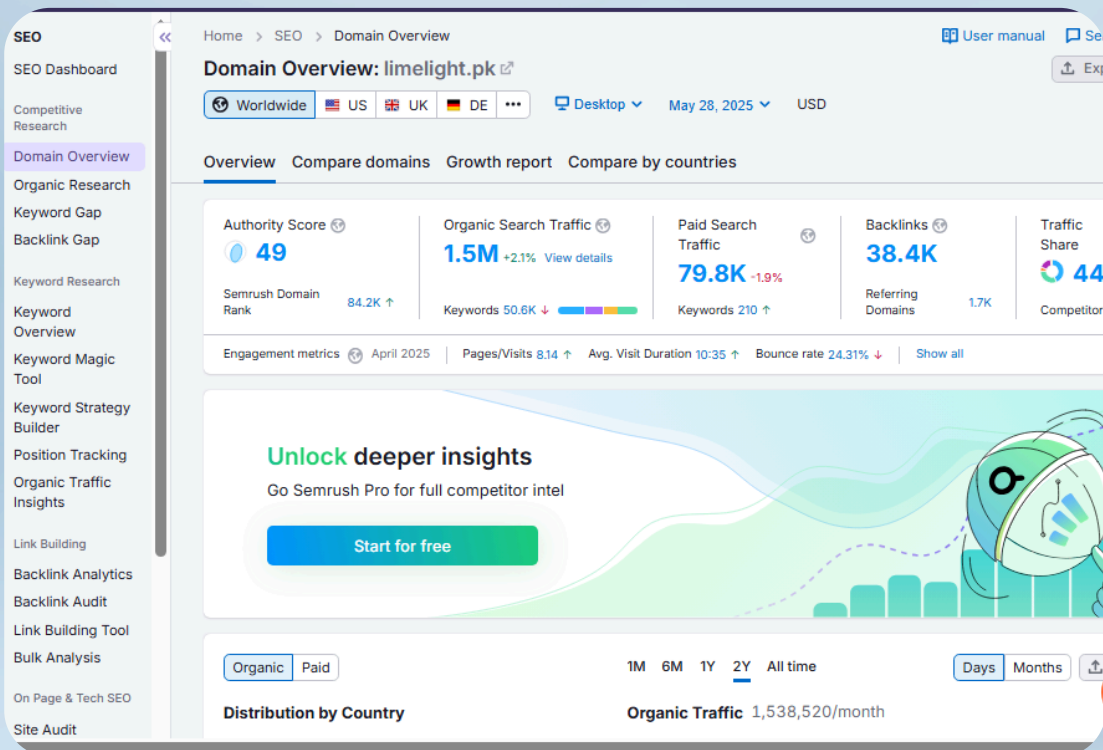 SEO
SEO Dashboard
Competitive
Research
Domain Overview
Organic Research
Keyword Gap
Backlink Gap
Keyword Research
Keyword
Overview
Keyword Magic
Tool
Keyword Strategy
Builder
Position Tracking
Organic Traffic
Insights
Link Building
Backlink Analytics
Backlink Audit
Link Building Tool
Bulk Analysis
On Page & Tech SEO
Site Audit
Home > SEO > Domain Overview
User manual
Domain Overview: limelight.pk
Worldwide US UK DE ••• Desktop May 28, 2025 USD
Overview Compare domains Growth report Compare by countries
Authority Score
49
Semrush Domain
Rank
84.2K ↑
Organic Search Traffic
1.5M +2.1% View details
Keywords 50.6K ↓
Paid Search
Traffic
79.8K -1.9%
Keywords 210 ↑
Backlinks
38.4K
Referring
Domains
1.7K
Traffic
Share
44
Competitor
Engagement metrics April 2025 Pages/Visits 8.14 ↑ Avg. Visit Duration 10:35 ↑ Bounce rate 24.31% ↓ Show all
Unlock deeper insights
Go Semrush Pro for full competitor intel
Start for free
Organic Paid
1M 6M 1Y 2Y All time
Days Months
Distribution by Country
Organic Traffic 1,538,520/month